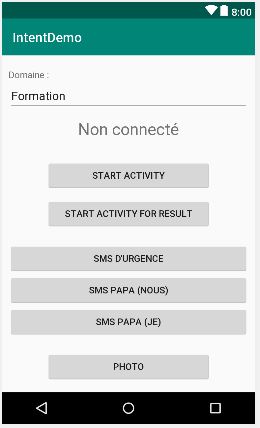 8:00
IntentDemo
Domaine :
Formation
Non connecté
START ACTIVITY
START ACTIVITY FOR RESULT
SMS D'URGENCE
SMS PAPA (NOUS)
SMS PAPA (JE)
PHOTO